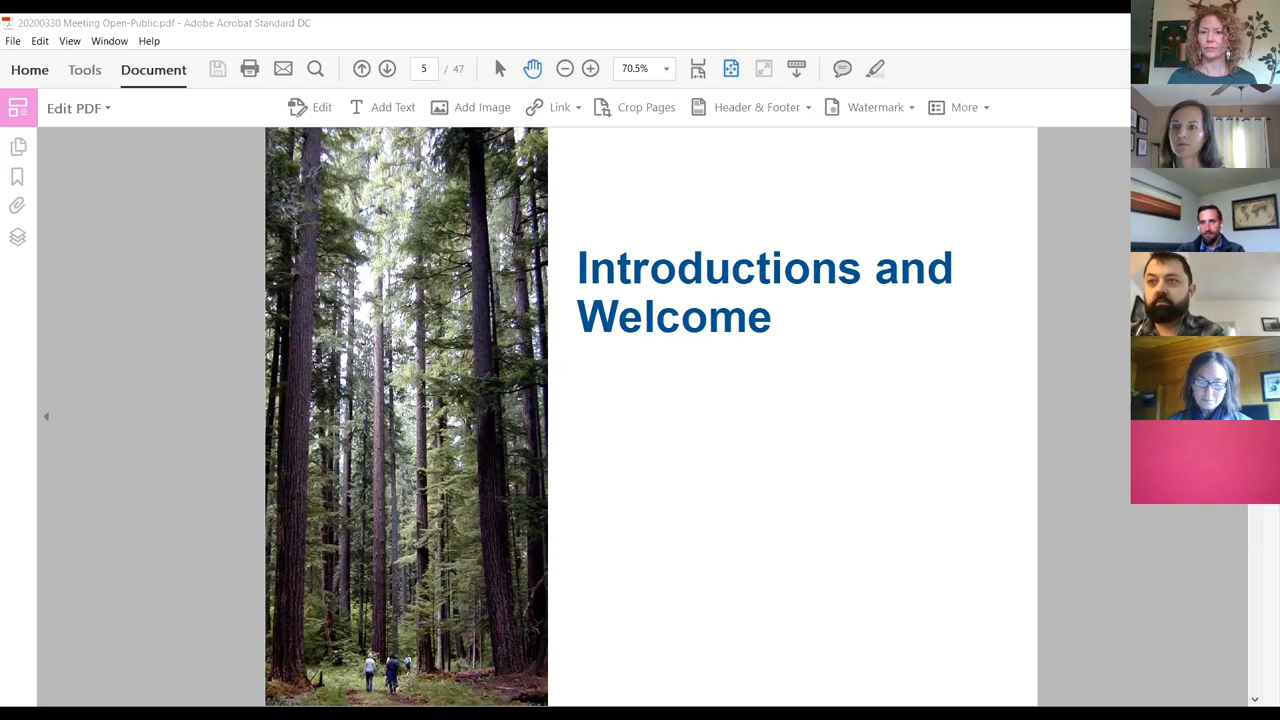 20200330 Meeting Open-Public.pdf - Adobe Acrobat Standard DC
File Edit View Window Help
Home Tools Document 5 / 47 70.5%
Edit PDF Edit Add Text Add Image Link Crop Pages Header & Footer Watermark More
Introductions and
Welcome